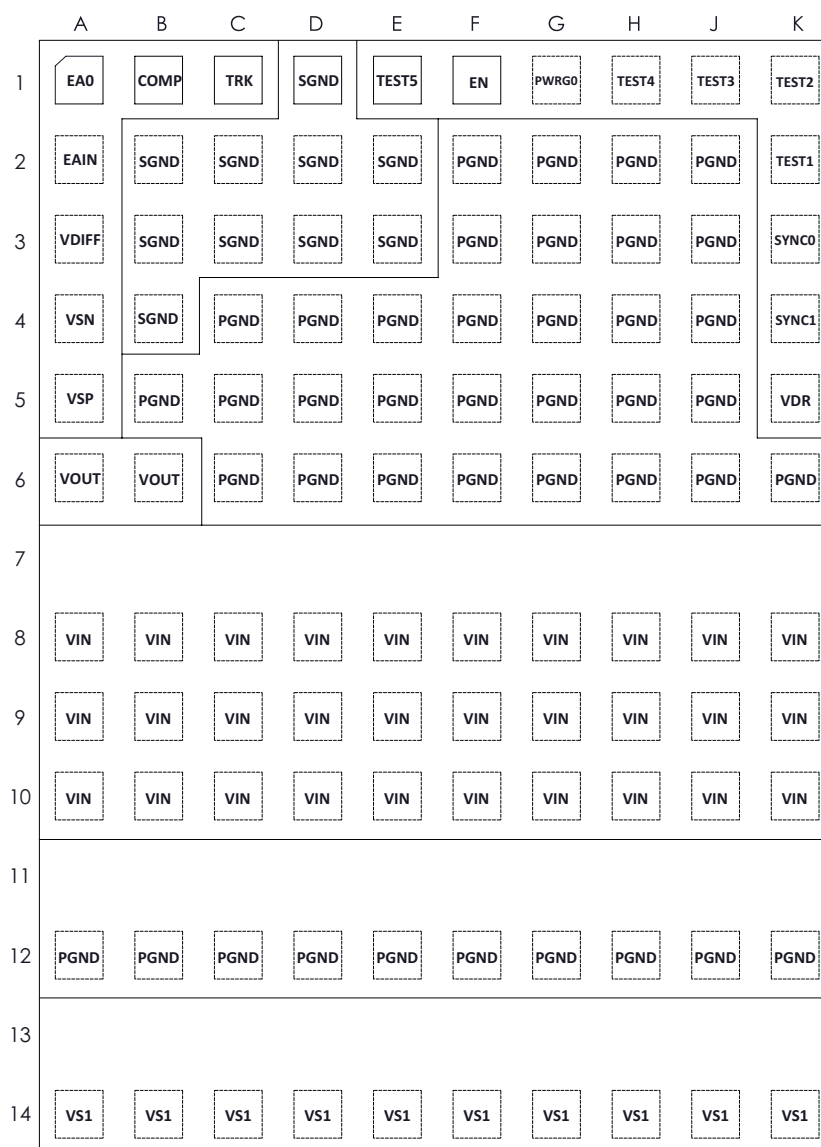 A B C D E F G H J K
1 EA0 COMP TRK SGND TEST5 EN PWRG0 TEST4 TEST3 TEST2
2 EAIN SGND SGND SGND SGND PGND PGND PGND PGND TEST1
3 VDIFF SGND SGND SGND SGND PGND PGND PGND PGND SYNC0
4 VSN SGND PGND PGND PGND PGND PGND PGND PGND SYNC1
5 VSP PGND PGND PGND PGND PGND PGND PGND PGND VDR
6 VOUT VOUT PGND PGND PGND PGND PGND PGND PGND PGND
7
8 VIN VIN VIN VIN VIN VIN VIN VIN VIN VIN
9 VIN VIN VIN VIN VIN VIN VIN VIN VIN VIN
10 VIN VIN VIN VIN VIN VIN VIN VIN VIN VIN
11
12 PGND PGND PGND PGND PGND PGND PGND PGND PGND PGND
13
14 VS1 VS1 VS1 VS1 VS1 VS1 VS1 VS1 VS1 VS1